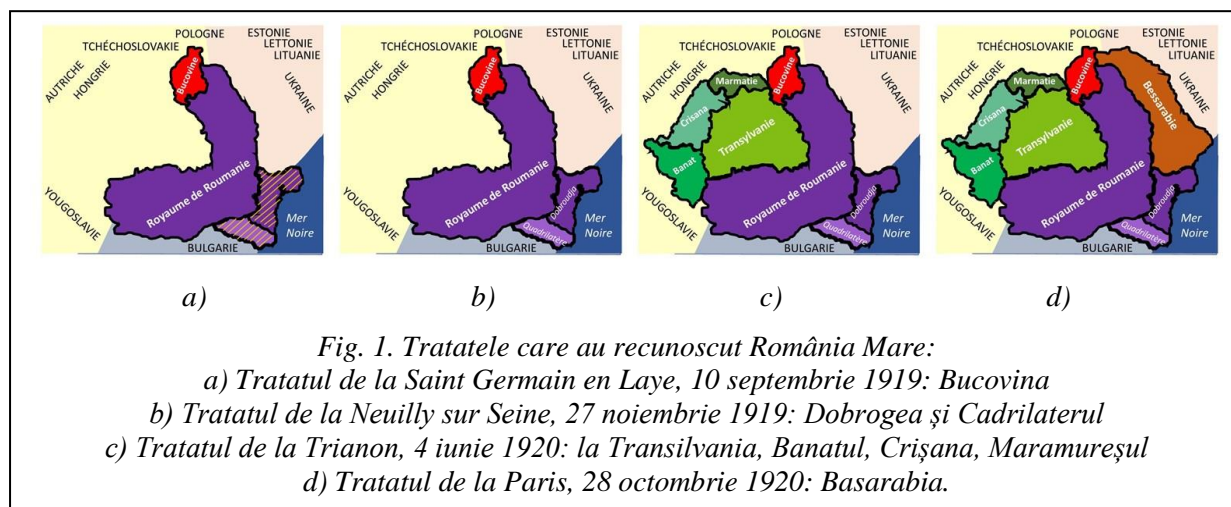 POLOGNE
ESTONIE
LETTONIE
LITUANIE
TCHÉCHOSLOVAKIE
AUTRICHE
HONGRIE
Bucovine
UKRAINE
Royaume de Roumanie
YOUGOSLAVIE
BULGARIE
Mer
Noire
POLOGNE
ESTONIE
LETTONIE
LITUANIE
TCHÉCHOSLOVAKIE
AUTRICHE
HONGRIE
Bucovine
UKRAINE
Royaume de Roumanie
Dobroudja
Quadrilatère
YOUGOSLAVIE
BULGARIE
Mer
Noire
POLOGNE
ESTONIE
LETTONIE
LITUANIE
TCHÉCHOSLOVAKIE
AUTRICHE
HONGRIE
Marmatie
Bucovine
UKRAINE
Crisana
Transylvanie
Banat
Royaume de Roumanie
Dobroudja
Quadrilatère
YOUGOSLAVIE
BULGARIE
Mer
Noire
POLOGNE
ESTONIE
LETTONIE
LITUANIE
TCHÉCHOSLOVAKIE
AUTRICHE
HONGRIE
Marmatie
Bucovine
Bessarabie
UKRAINE
Crisana
Transylvanie
Banat
Royaume de Roumanie
Dobroudja
Quadrilatère
YOUGOSLAVIE
BULGARIE
Mer
Noire
a) b) c) d)
Fig. 1. Tratatele care au recunoscut România Mare:
a) Tratatul de la Saint Germain en Laye, 10 septembrie 1919: Bucovina
b) Tratatul de la Neuilly sur Seine, 27 noiembrie 1919: Dobrogea și Cadrilaterul
c) Tratatul de la Trianon, 4 iunie 1920: la Transilvania, Banatul, Crișana, Maramureșul
d) Tratatul de la Paris, 28 octombrie 1920: Basarabia.